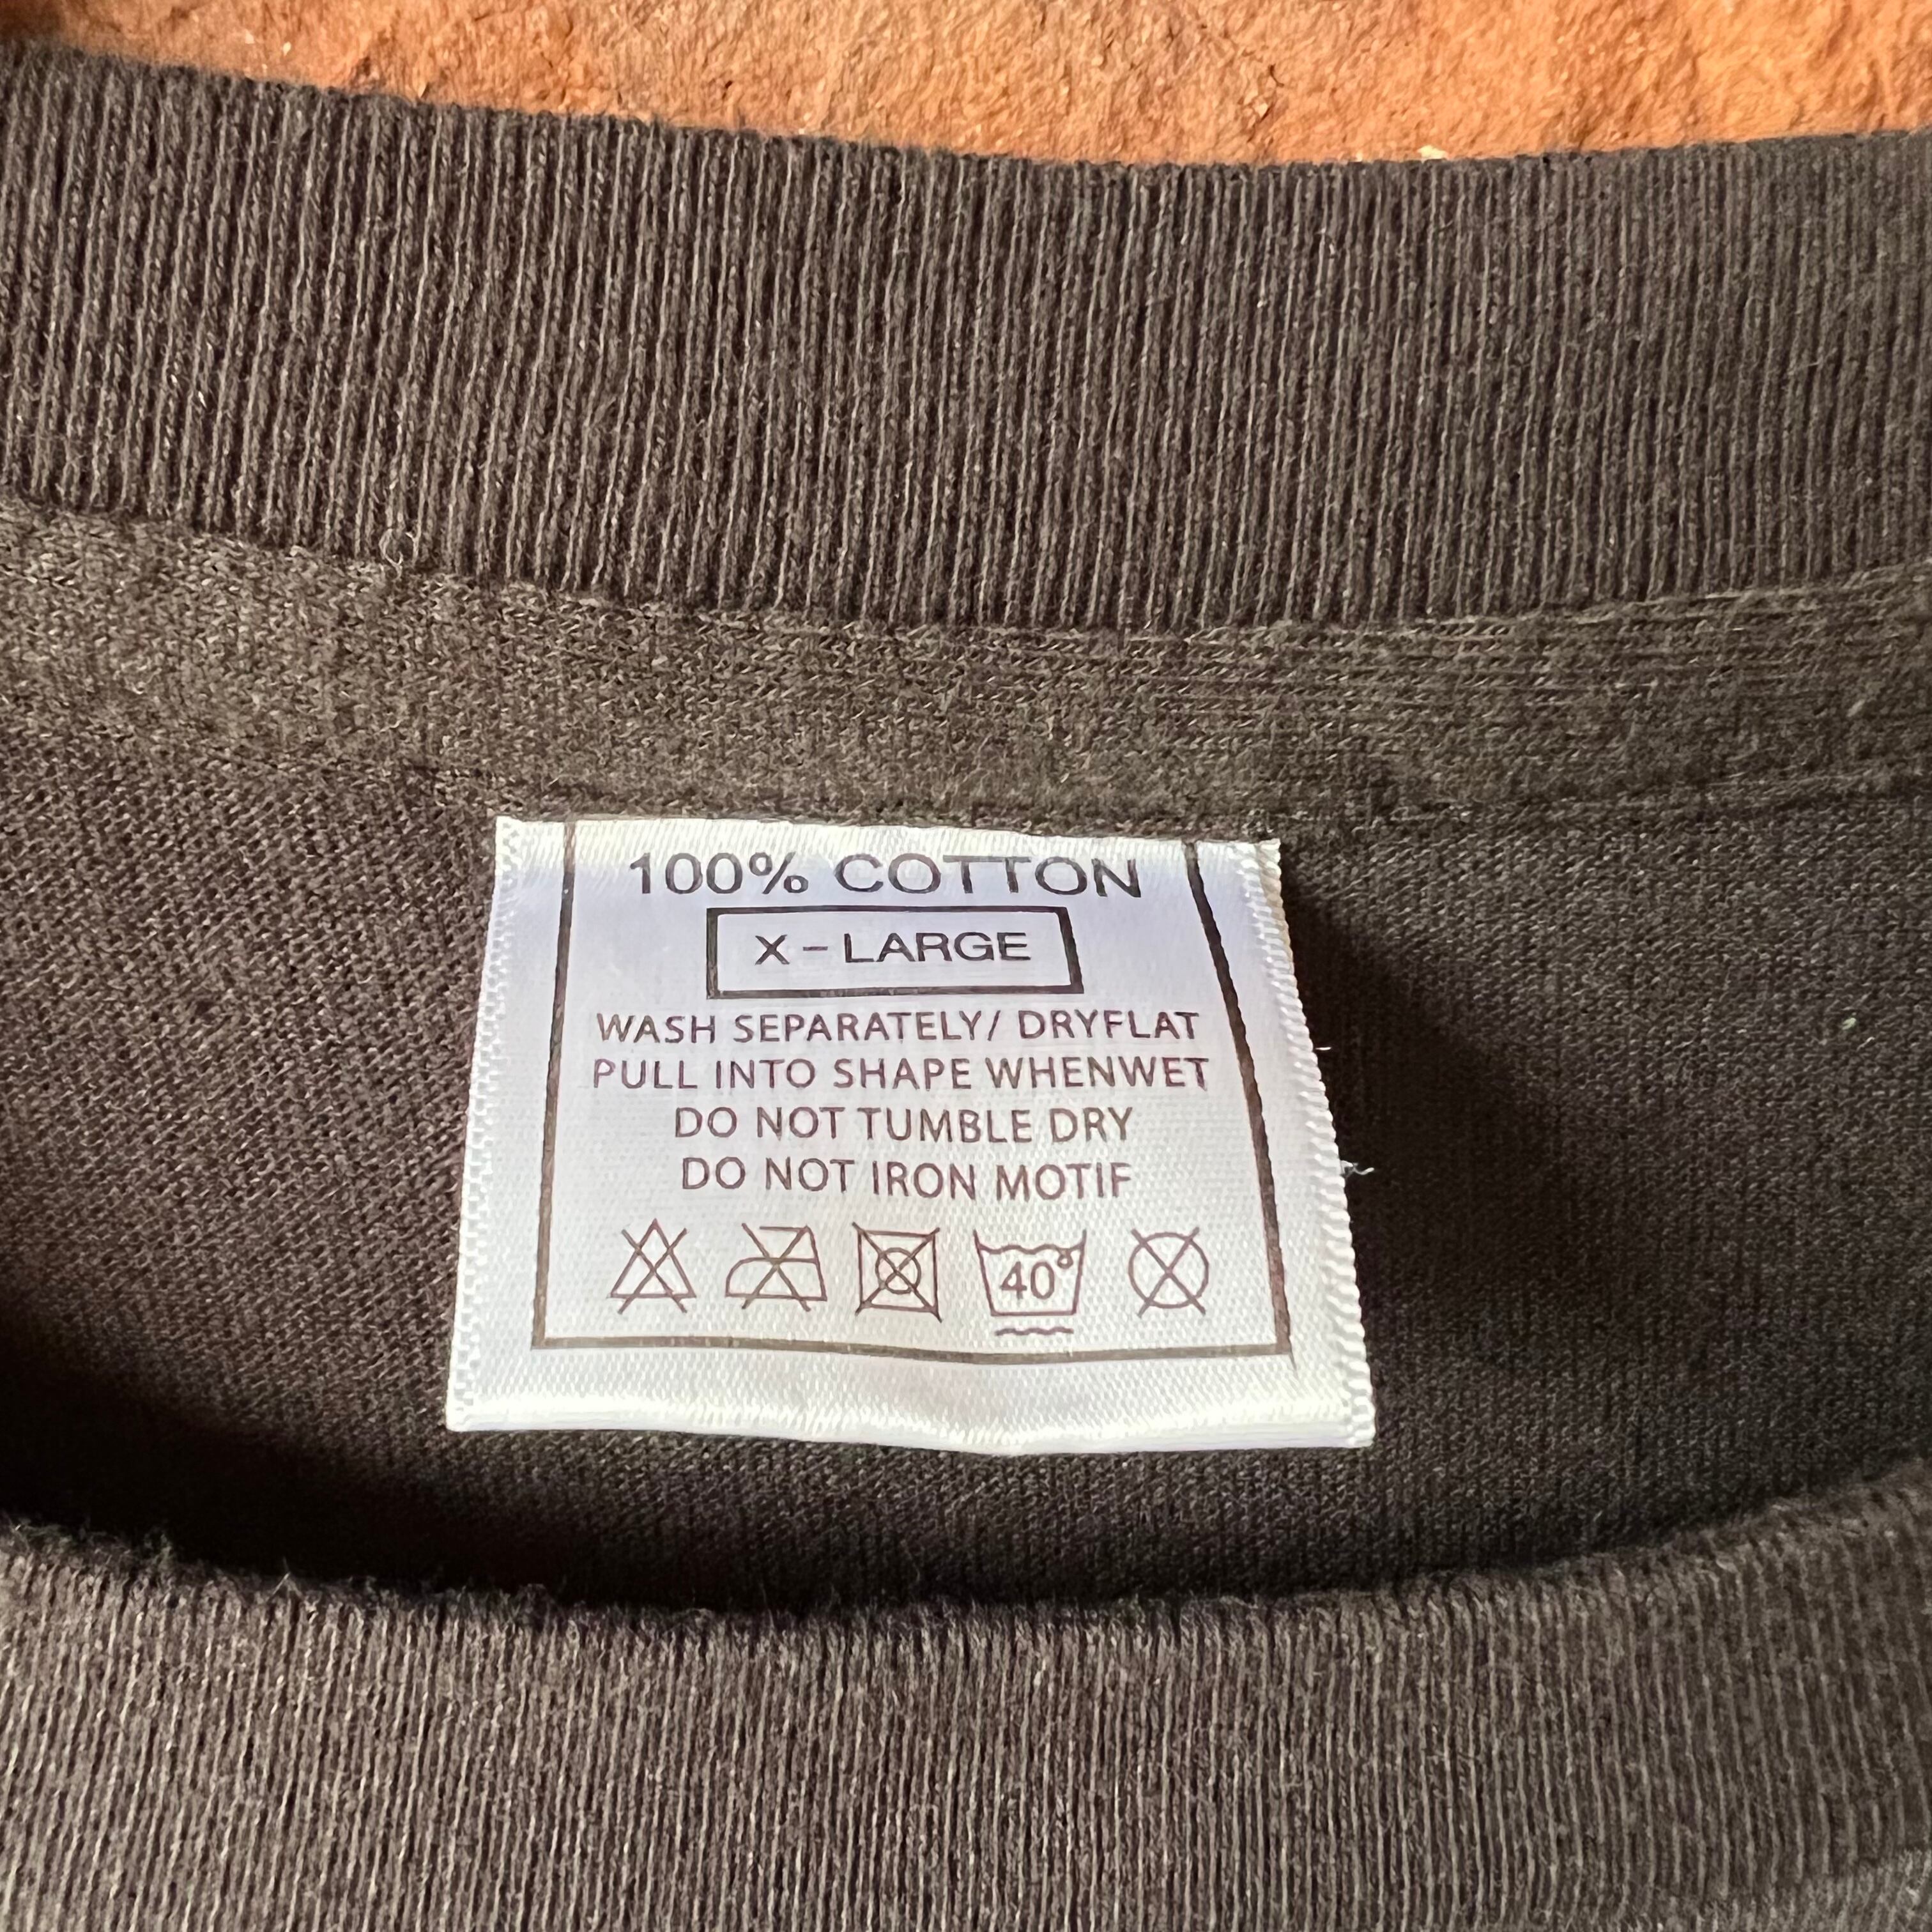 100% COTTON
X - LARGE
WASH SEPARATELY/ DRYFLAT
PULL INTO SHAPE WHENWET
DO NOT TUMBLE DRY
DO NOT IRON MOTIF
40°